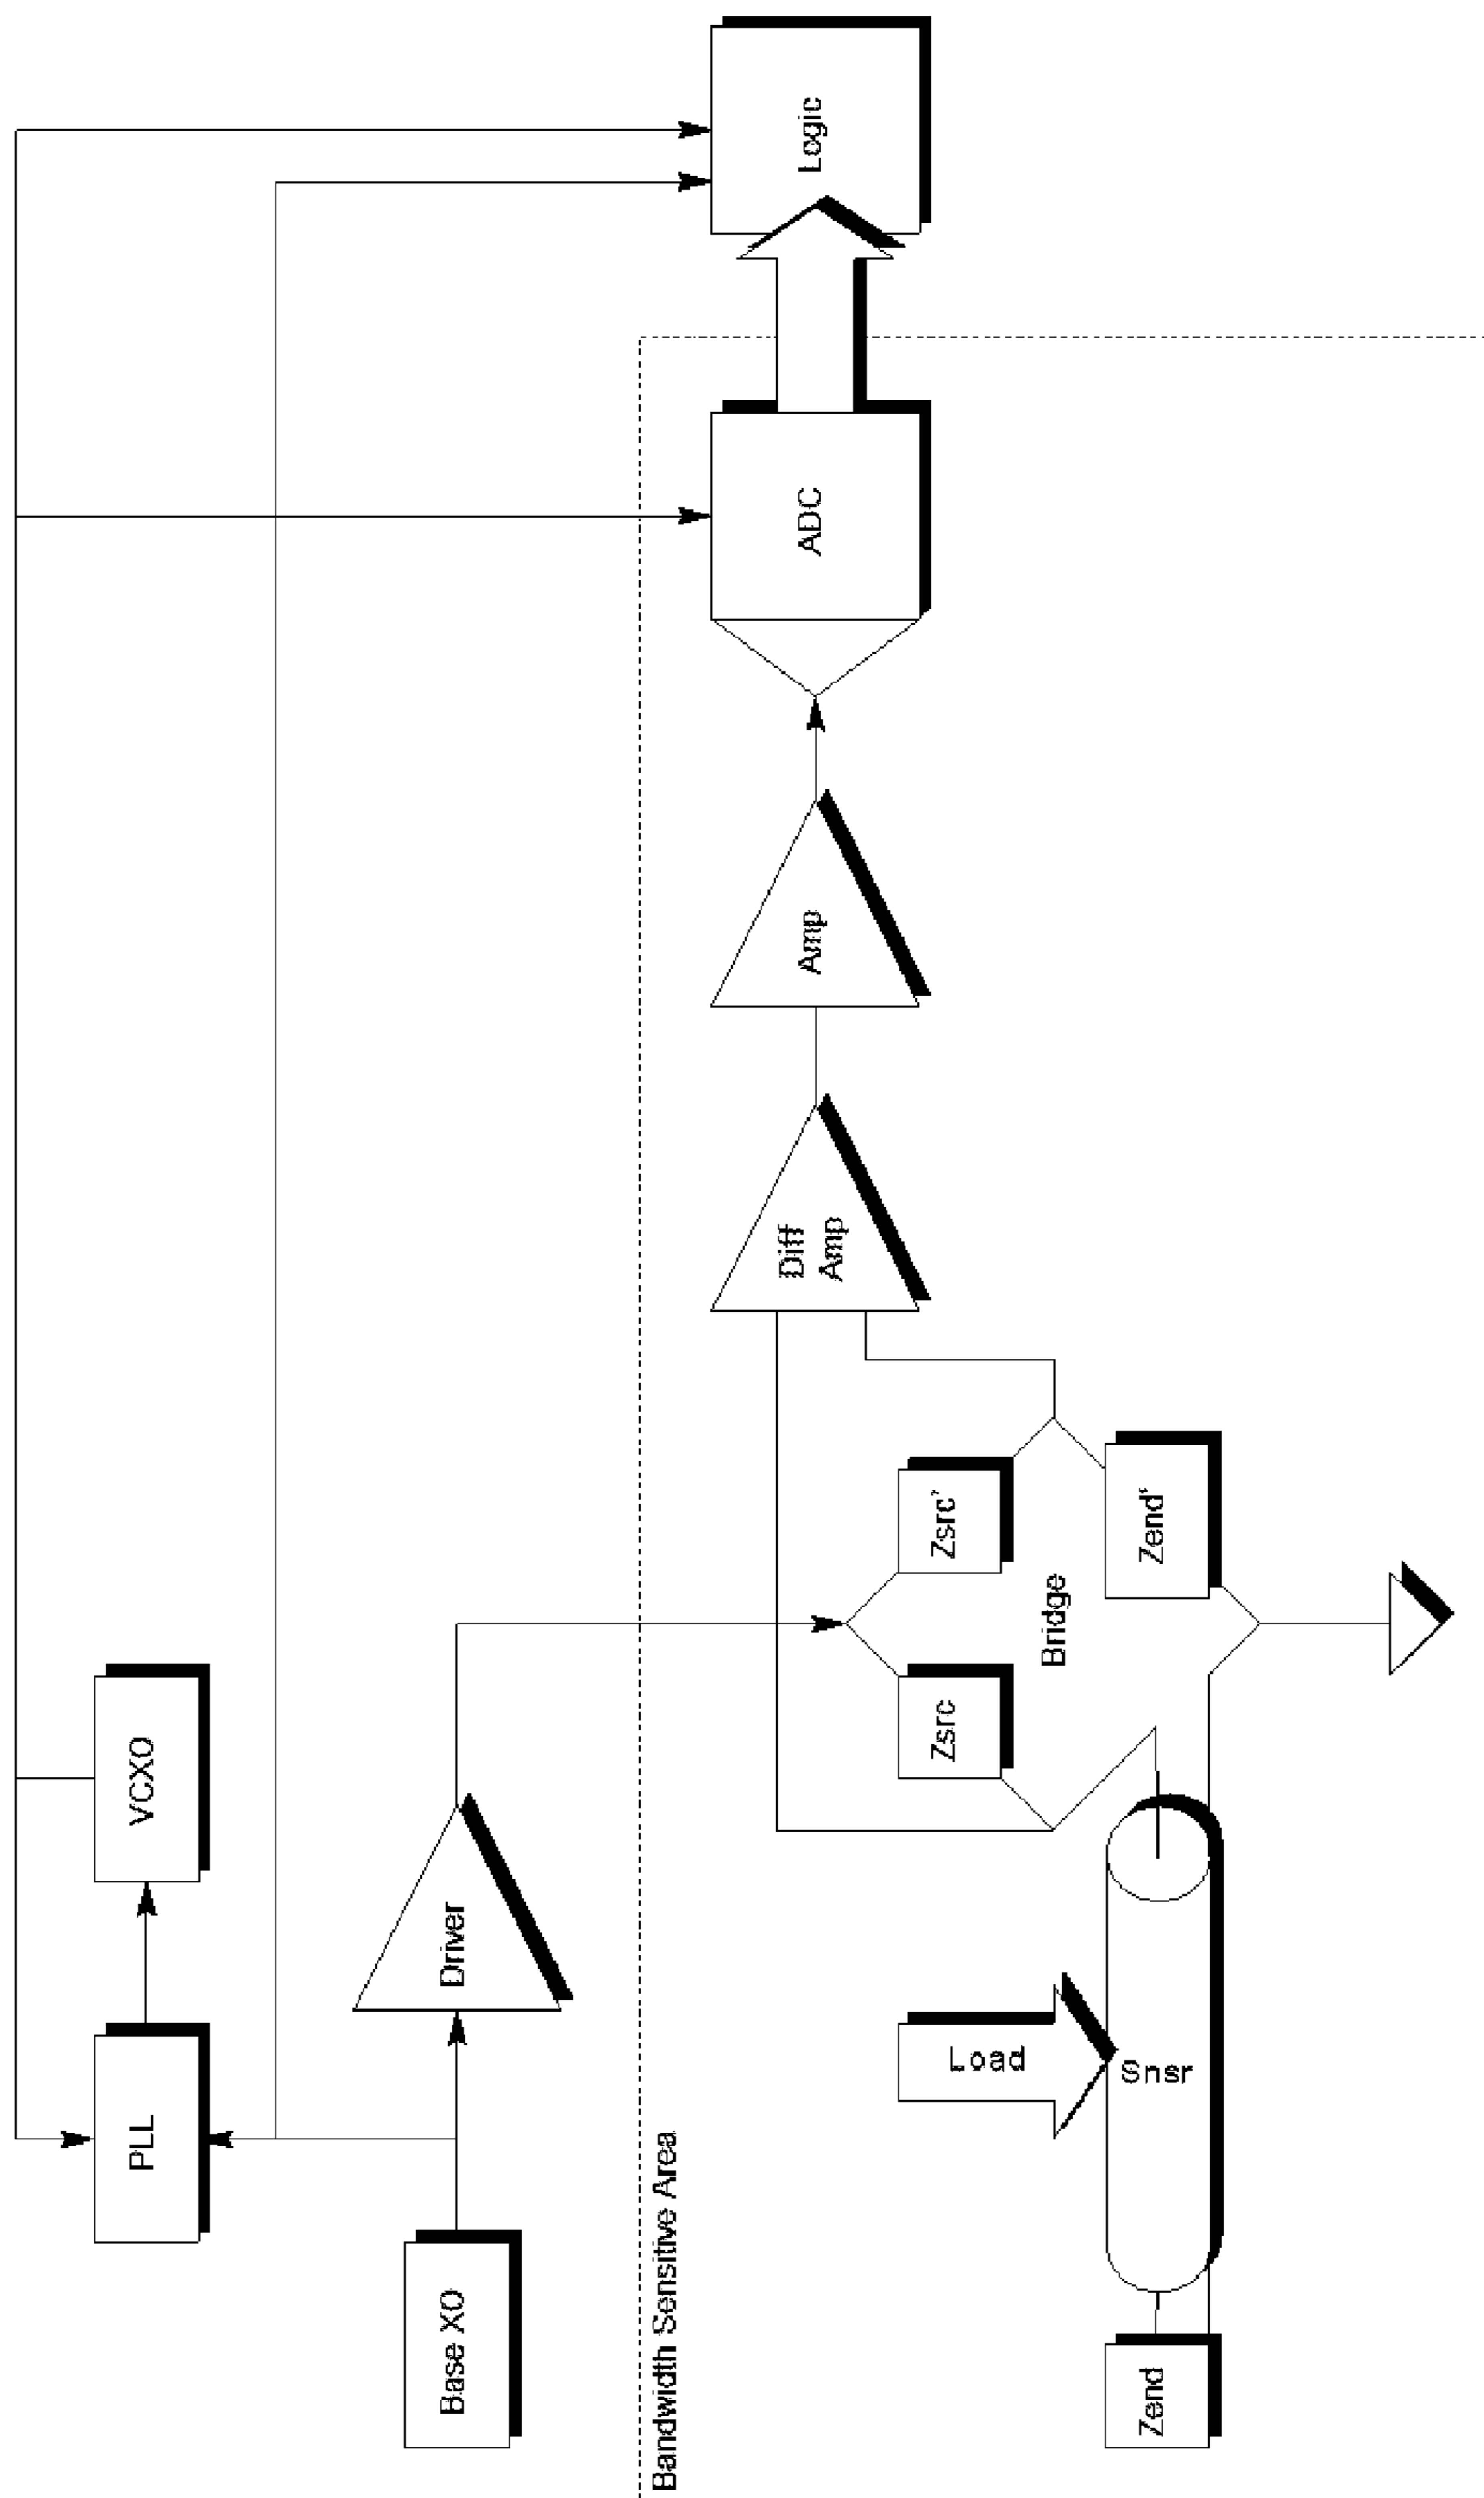 VCXO
PLL
Base XO
Driver
Bandwidth Sensitive Area
Logic
ADC
Amp
Diff
Amp
Zsrc
Zsrc'
Bridge
Load
Zend
Snsr
Zend'